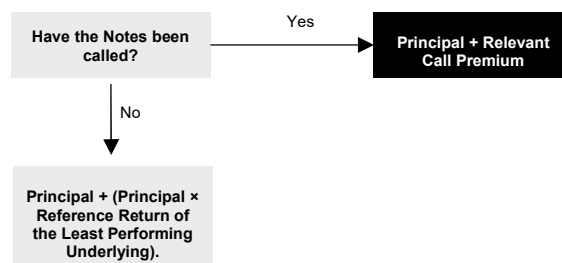 Have the Notes been
called?
Yes
Principal + Relevant
Call Premium
No
Principal + (Principal ×
Reference Return of
the Least Performing
Underlying).